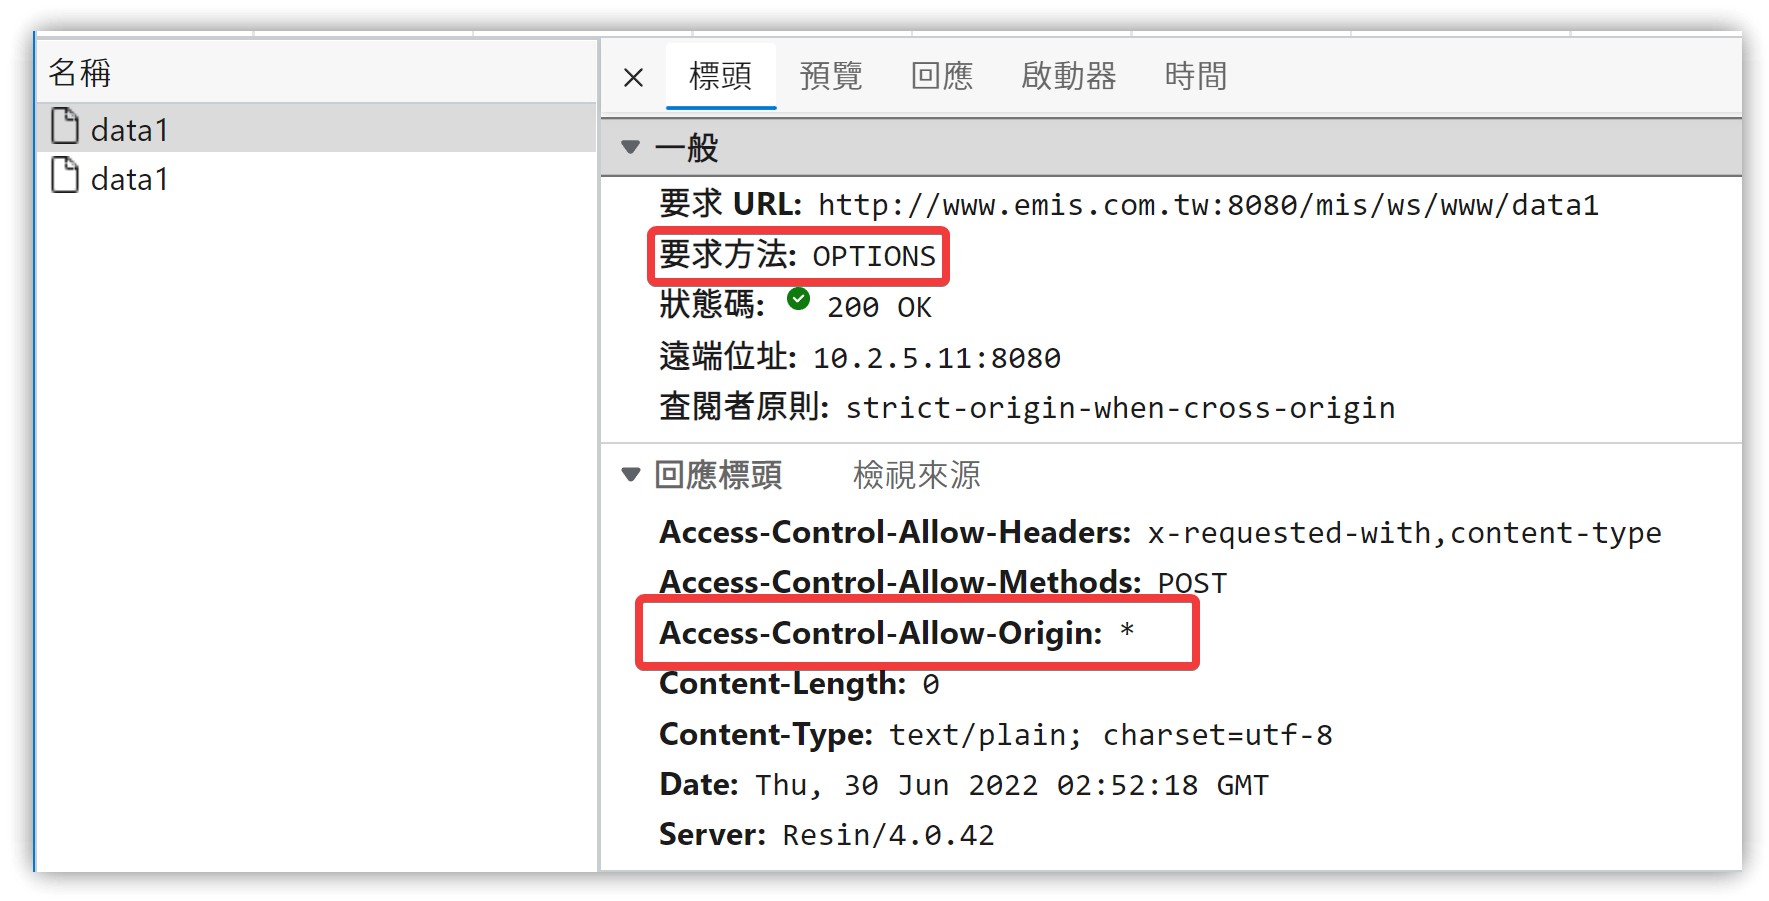 名稱
data1
data1
標頭 預覽 回應 啟動器 時間
一般
要求 URL: http://www.emis.com.tw:8080/mis/ws/www/data1
要求方法: OPTIONS
狀態碼: 200 OK
遠端位址: 10.2.5.11:8080
查閱者原則: strict-origin-when-cross-origin
回應標頭 檢視來源
Access-Control-Allow-Headers: x-requested-with,content-type
Access-Control-Allow-Methods: POST
Access-Control-Allow-Origin: *
Content-Length: 0
Content-Type: text/plain; charset=utf-8
Date: Thu, 30 Jun 2022 02:52:18 GMT
Server: Resin/4.0.42